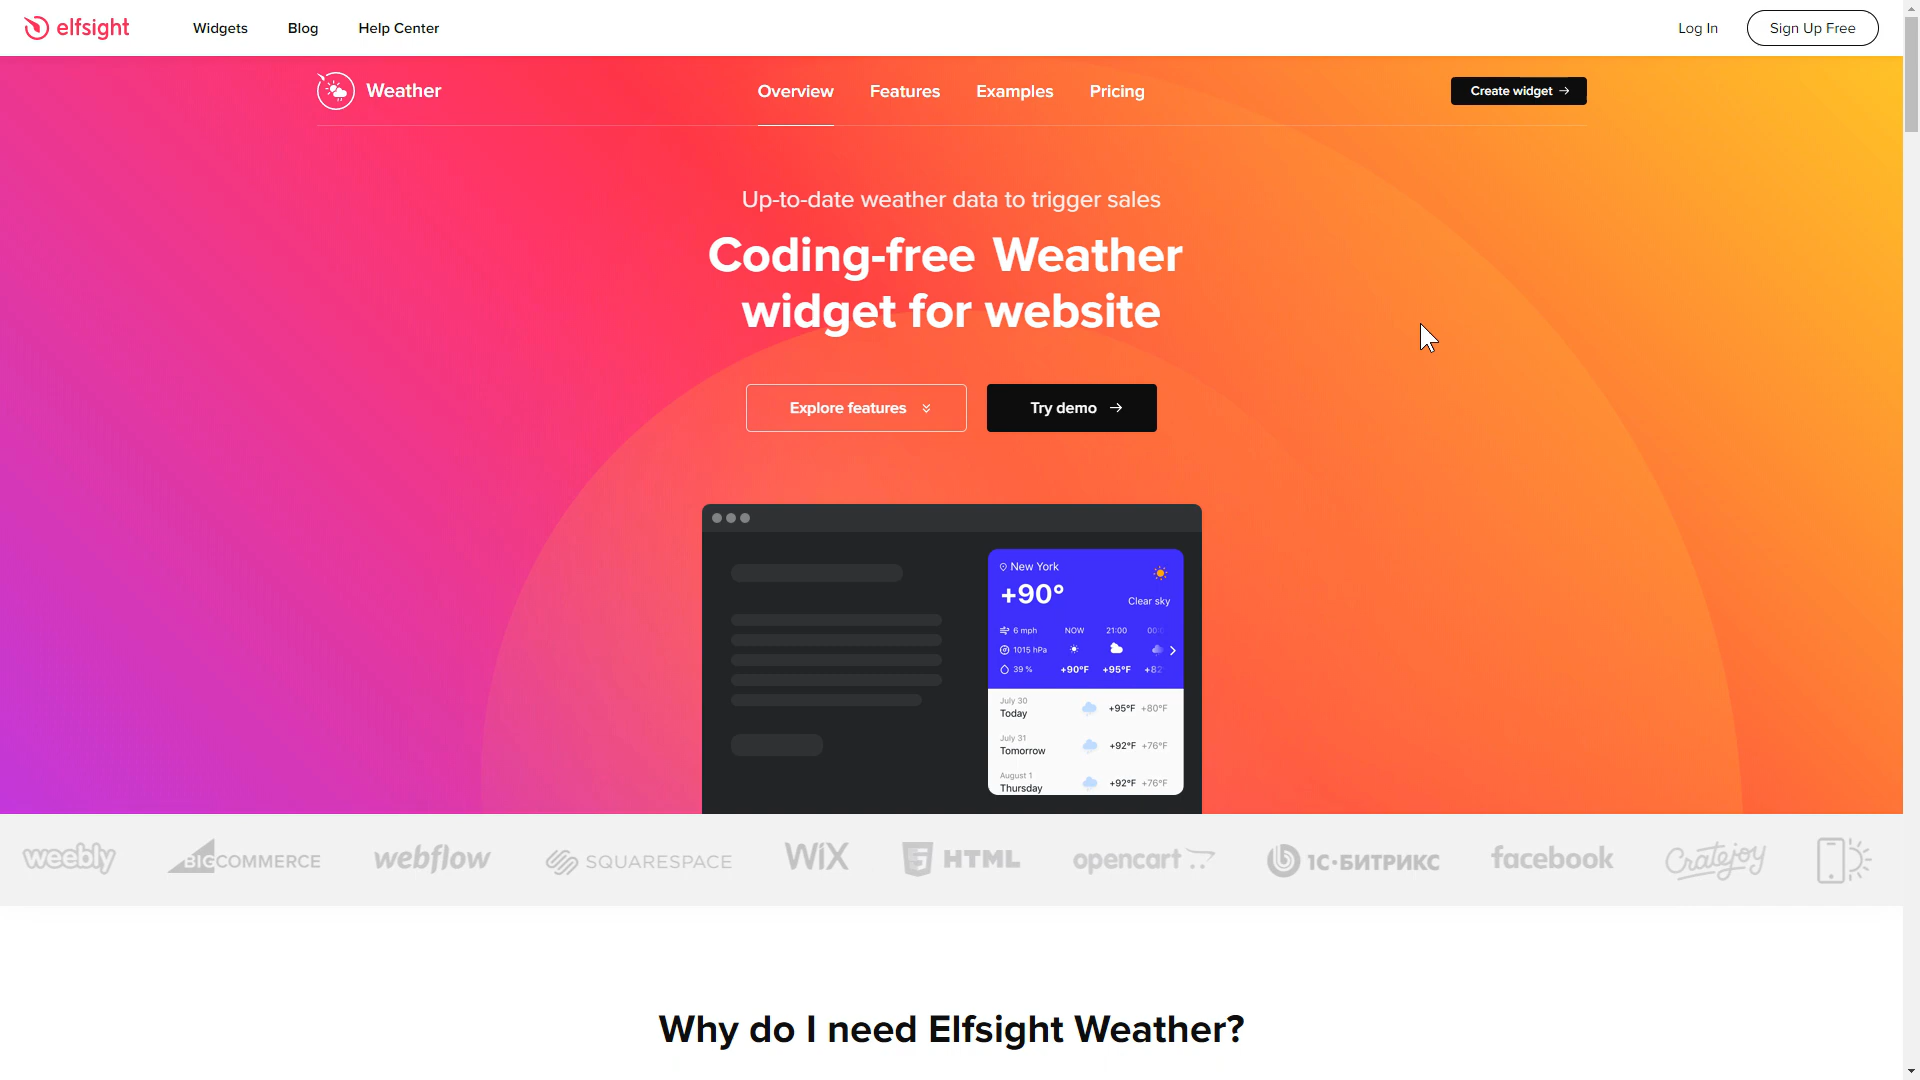 elfsight
Widgets
Blog
Help Center
Log In
Sign Up Free
Weather
Overview
Features
Examples
Pricing
Create widget
Up-to-date weather data to trigger sales
Coding-free Weather
widget for website
Explore features
Try demo
New York
+90°
Clear sky
6 mph NOW 21:00 00:0
1015 hPa
39 % +90°F +95°F +82
July 30
Today +95°F +80°F
July 31
Tomorrow +92°F +76°F
August 1
Thursday +92°F +76°F
weebly
BIGCOMMERCE
webflow
SQUARESPACE
WiX
HTML
opencart
1С·БИТРИКС
facebook
Cratejoy
Why do I need Elfsight Weather?